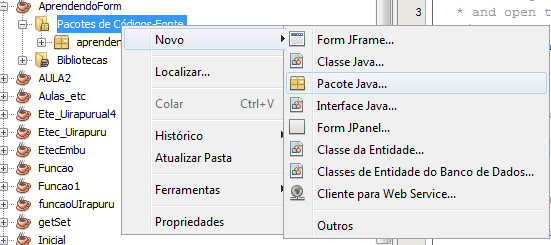 AprendendoForm
Pacotes de Códigos-Fonte
aprenden
Bibliotecas
AULA2
Aulas_etc
Ete_Uirapurual4
Etec_Uirapuru
EtecEmbu
Funcao
Funcao1
funcaoUIrapuru
getSet
Inicial
Novo
Localizar...
Colar Ctrl+V
Histórico
Atualizar Pasta
Ferramentas
Propriedades
Form JFrame...
Classe Java...
Pacote Java...
Interface Java...
Form JPanel...
Classe da Entidade...
Classes de Entidade do Banco de Dados...
Cliente para Web Service...
Outros
3 * and open t